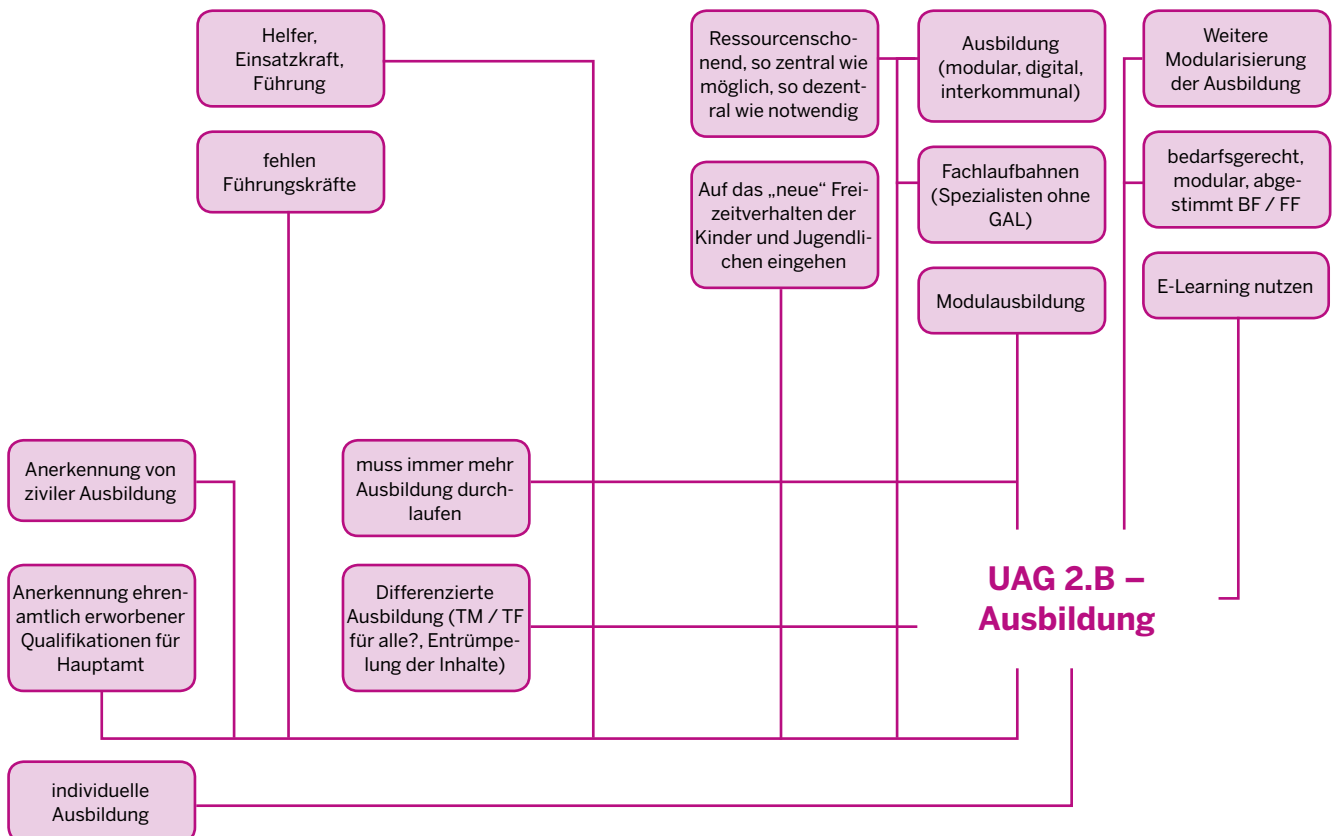 Helfer,
Einsatzkraft,
Führung
fehlen
Führungskräfte
Ressourcenscho-
nend, so zentral wie
möglich, so dezent-
ral wie notwendig
Auf das „neue“ Frei-
zeitverhalten der
Kinder und Jugendli-
chen eingehen
Ausbildung
(modular, digital,
interkommunal)
Fachlaufbahnen
(Spezialisten ohne
GAL)
Modulausbildung
Weitere
Modularisierung
der Ausbildung
bedarfsgerecht,
modular, abge-
stimmt BF / FF
E-Learning nutzen
Anerkennung von
ziviler Ausbildung
muss immer mehr
Ausbildung durch-
laufen
Anerkennung ehren-
amtlich erworbener
Qualifikationen für
Hauptamt
Differenzierte
Ausbildung (TM / TF
für alle?, Entrümpe-
lung der Inhalte)
UAG 2.B –
Ausbildung
individuelle
Ausbildung